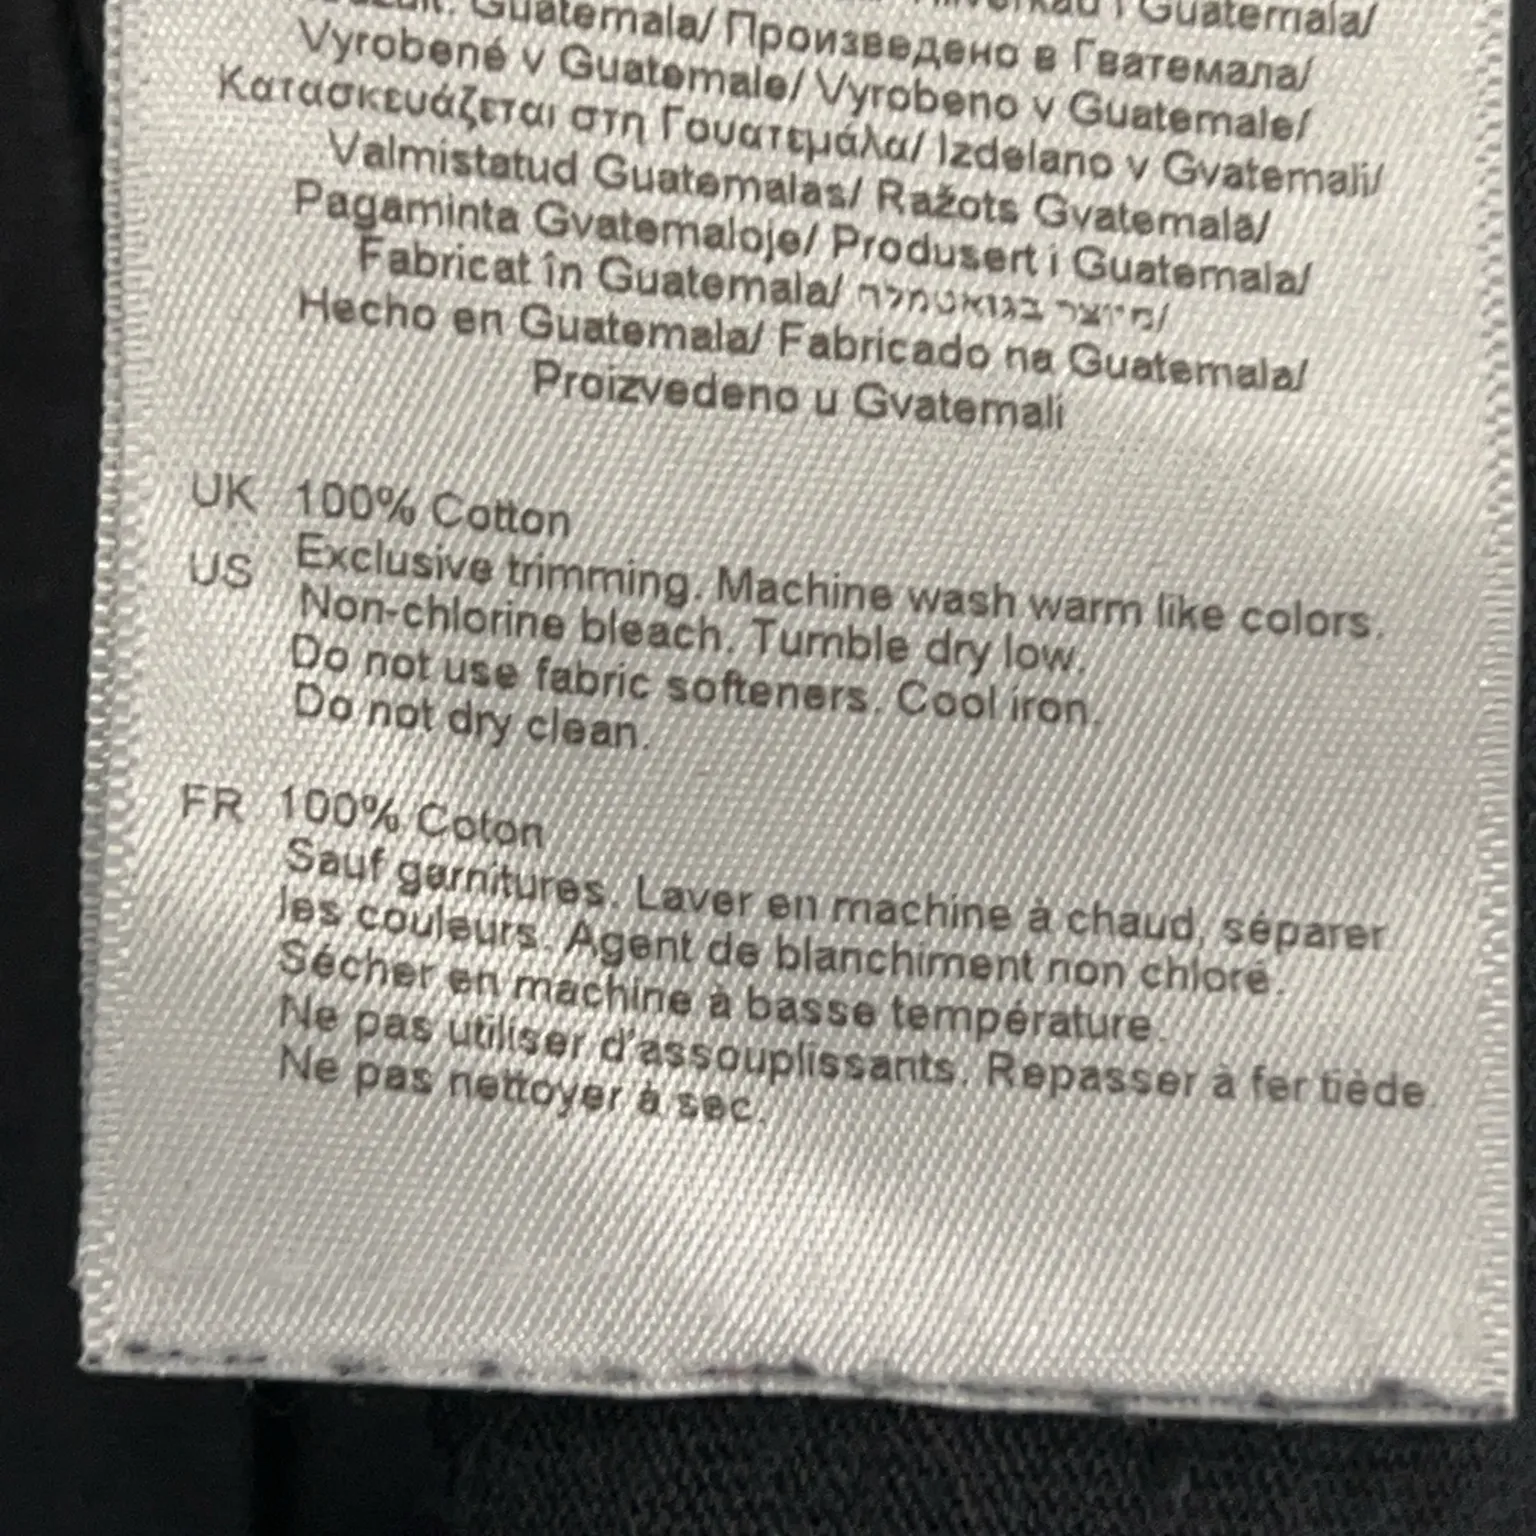 Guatemala/ Произведено в Гватемала/
Guatemala/
Vyrobené v Guatemale/ Vyrobeno v Guatemale/
Κατασκευάζεται στη Γουατεμάλα/ Izdelano v Gvatemali/
Valmistatud Guatemalas/ Ražots Gvatemala/
Pagaminta Gvatemaloje/ Produsert i Guatemala/
Fabricat în Guatemala/ מיוצר בגואטמלה/
Hecho en Guatemala/ Fabricado na Guatemala/
Proizvedeno u Gvatemali
UK 100% Cotton
US Exclusive trimming. Machine wash warm like colors.
Non-chlorine bleach. Tumble dry low.
Do not use fabric softeners. Cool iron.
Do not dry clean.
FR 100% Coton
Sauf garnitures. Laver en machine à chaud, séparer
les couleurs. Agent de blanchiment non chloré.
Sécher en machine à basse température.
Ne pas utiliser d'assouplissants. Repasser à fer tiède.
Ne pas nettoyer à sec.